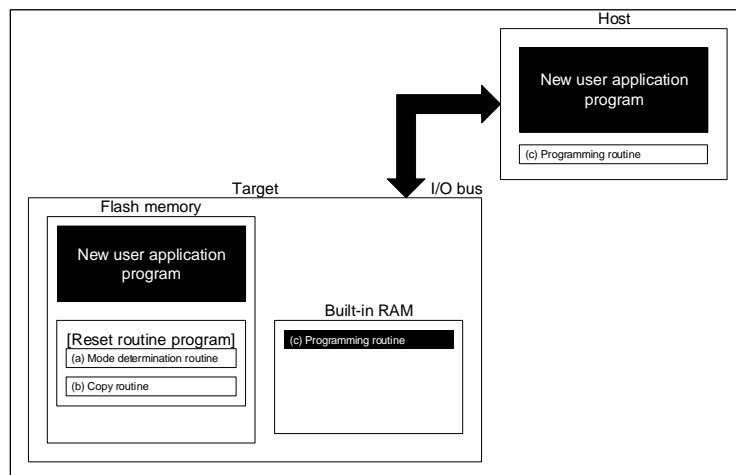 Host
New user application
program
(c) Programming routine
I/O bus
Target
Flash memory
New user application
program
[Reset routine program]
(a) Mode determination routine
(b) Copy routine
Built-in RAM
(c) Programming routine